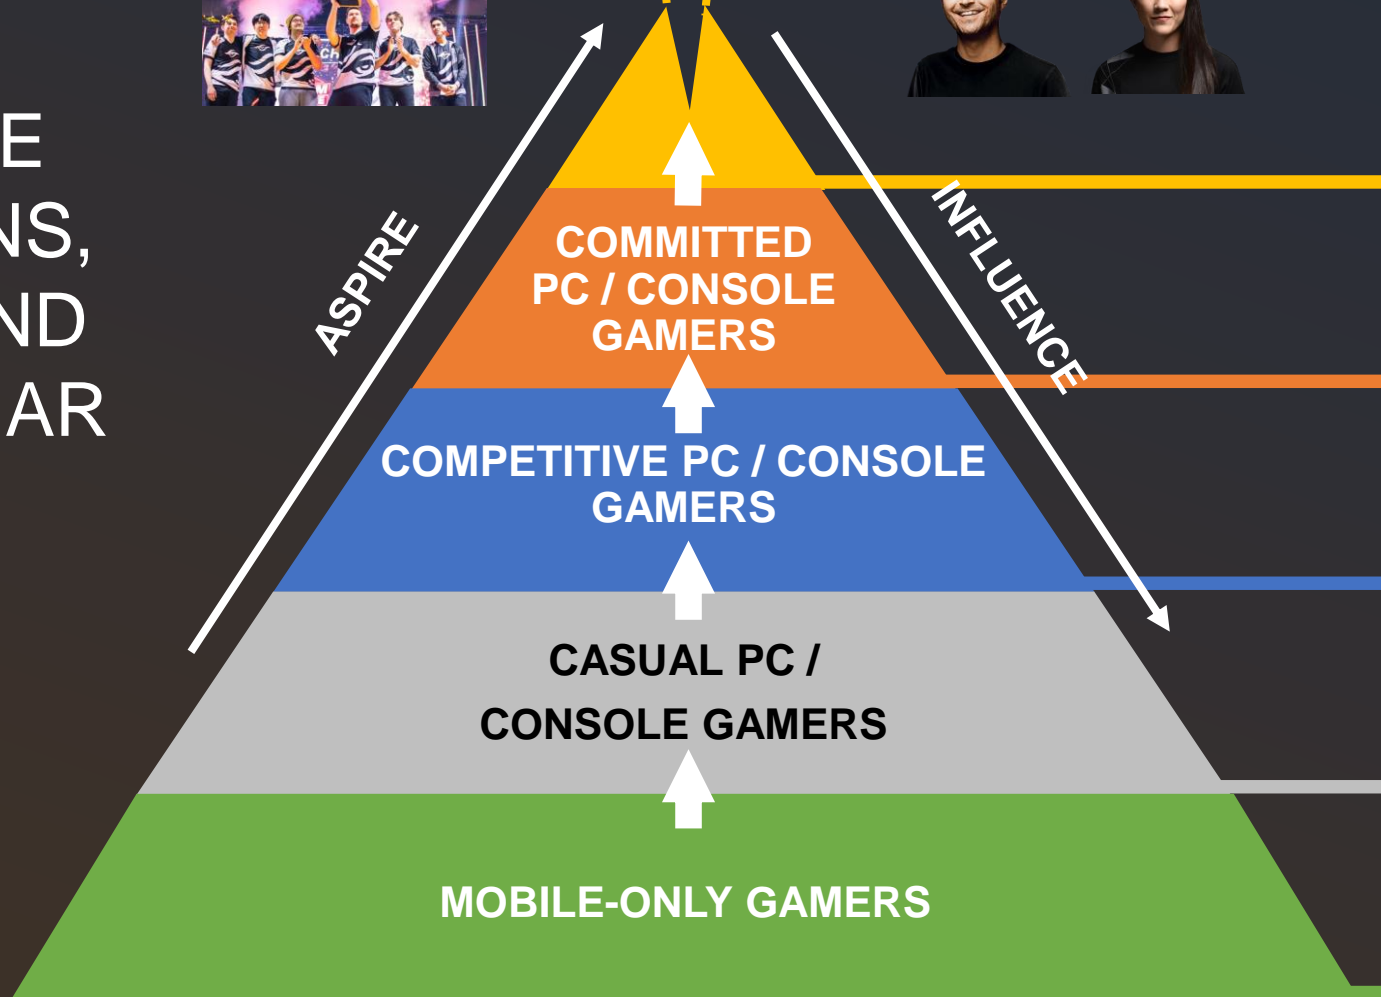 E
NS,
ND
AR
ASPIRE
INFLUENCE
COMMITTED
PC / CONSOLE
GAMERS
COMPETITIVE PC / CONSOLE
GAMERS
CASUAL PC /
CONSOLE GAMERS
MOBILE-ONLY GAMERS